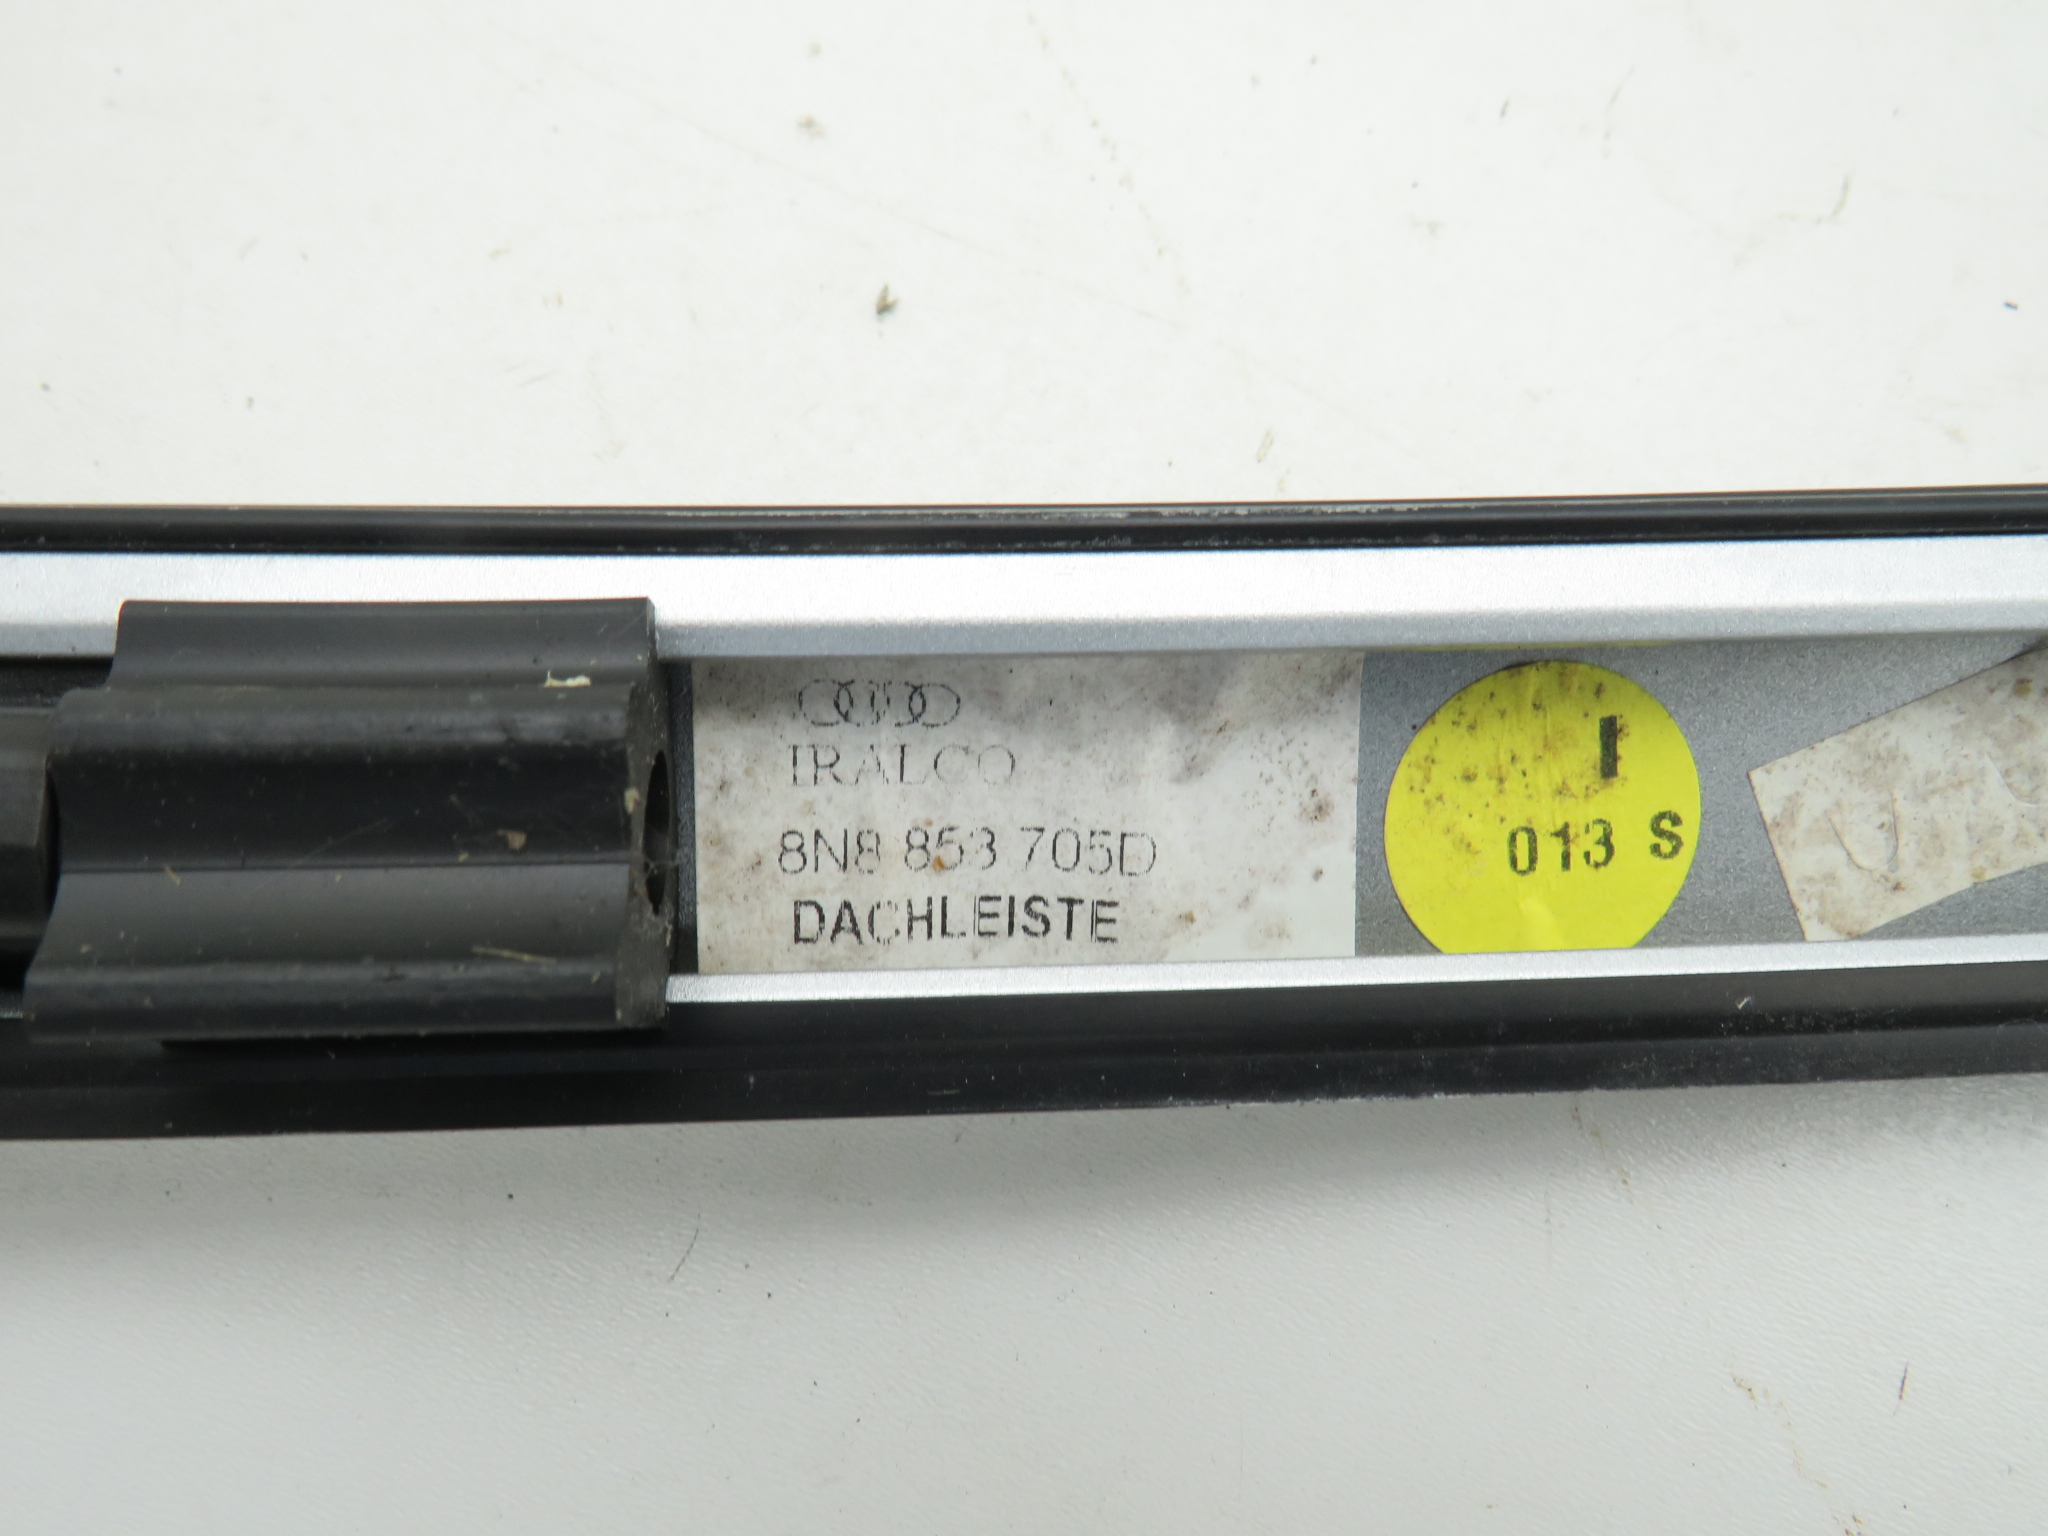 IRALCO
8N8 853 705D
DACHLEISTE
I
013 S